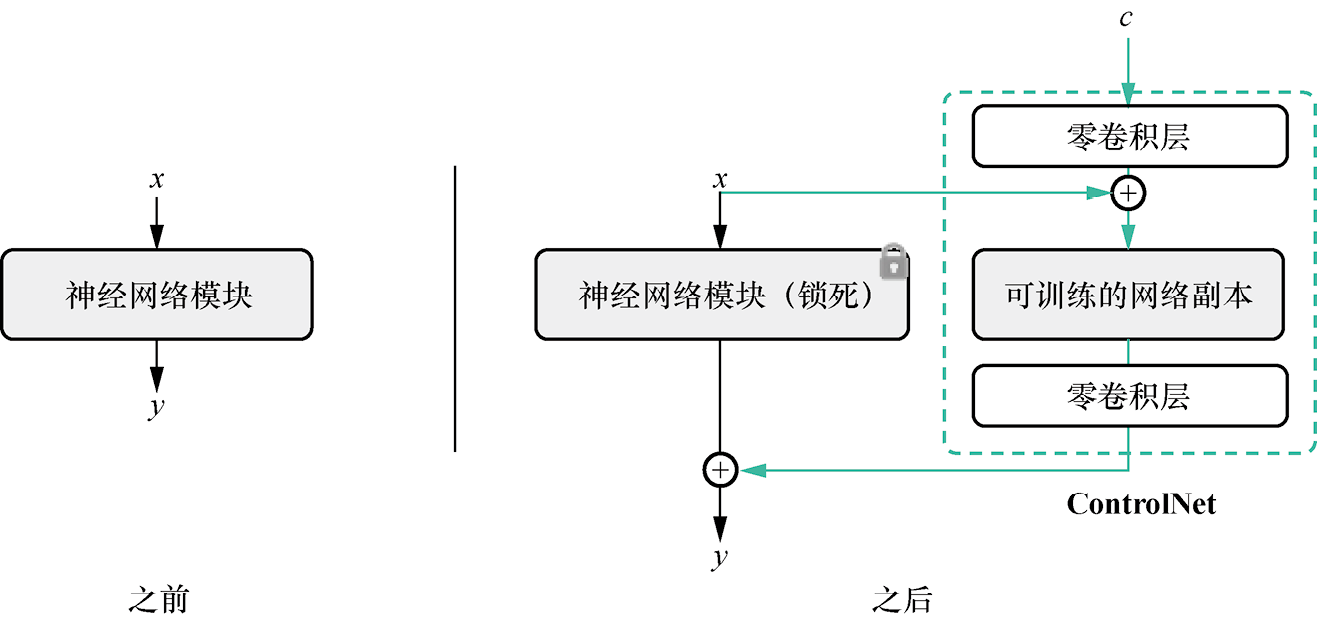 x
神经网络模块
y
之前
c
零卷积层
x
+
神经网络模块（锁死）
可训练的网络副本
零卷积层
+
ControlNet
y
之后